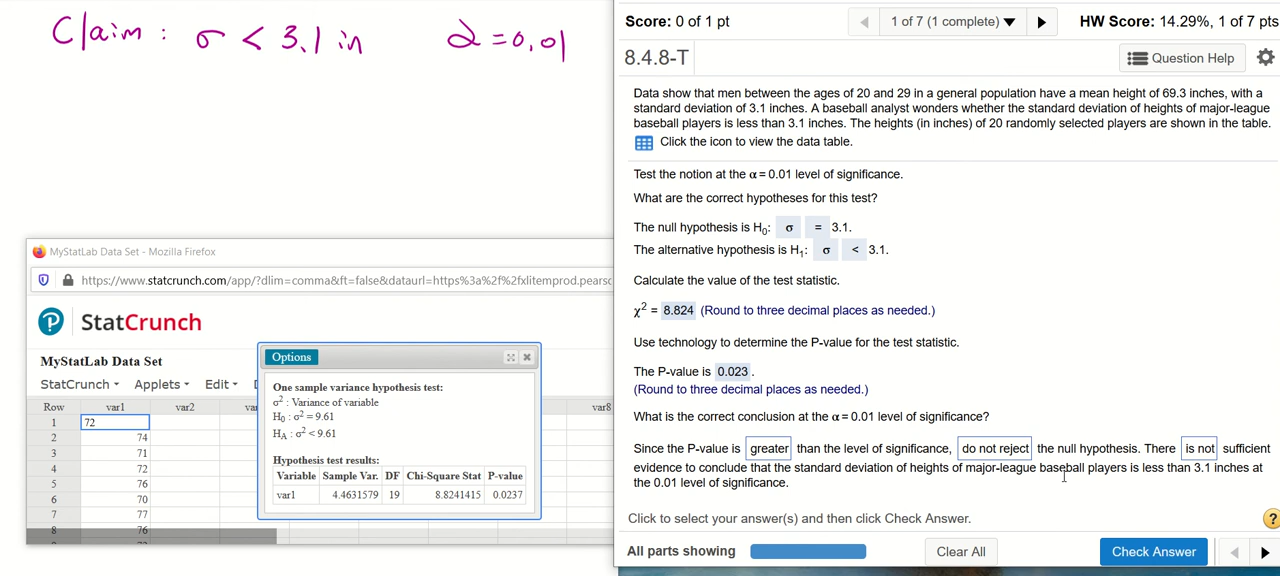 Claim : σ < 3.1 in α = 0.01
Score: 0 of 1 pt
1 of 7 (1 complete)
HW Score: 14.29%, 1 of 7 pts
8.4.8-T
Question Help
Data show that men between the ages of 20 and 29 in a general population have a mean height of 69.3 inches, with a
standard deviation of 3.1 inches. A baseball analyst wonders whether the standard deviation of heights of major-league
baseball players is less than 3.1 inches. The heights (in inches) of 20 randomly selected players are shown in the table.
Click the icon to view the data table.
Test the notion at the α = 0.01 level of significance.
What are the correct hypotheses for this test?
The null hypothesis is H₀: σ = 3.1.
The alternative hypothesis is H₁: σ < 3.1.
Calculate the value of the test statistic.
χ² = 8.824 (Round to three decimal places as needed.)
Use technology to determine the P-value for the test statistic.
The P-value is 0.023.
(Round to three decimal places as needed.)
What is the correct conclusion at the α = 0.01 level of significance?
Since the P-value is greater than the level of significance, do not reject the null hypothesis. There is not sufficient
evidence to conclude that the standard deviation of heights of major-league baseball players is less than 3.1 inches at
the 0.01 level of significance.
Click to select your answer(s) and then click Check Answer.
All parts showing
Clear All
Check Answer
?
MyStatLab Data Set - Mozilla Firefox
https://www.statcrunch.com/app/?dlim=comma&ft=false&dataurl=https%3a%2f%2fxlitemprod.pearsc
P StatCrunch
MyStatLab Data Set
StatCrunch Applets Edit
Row var1 var2 var8
1 72
2 74
3 71
4 72
5 76
6 70
7 77
8 76
Options
One sample variance hypothesis test:
σ² : Variance of variable
H₀ : σ² = 9.61
Hᴀ : σ² < 9.61
Hypothesis test results:
Variable Sample Var. DF Chi-Square Stat P-value
var1 4.4631579 19 8.8241415 0.0237